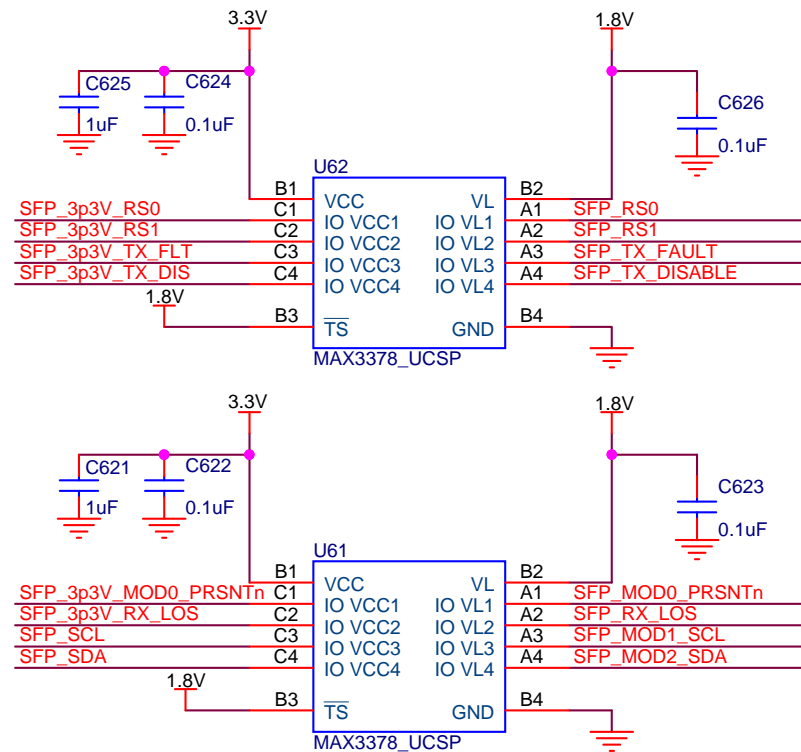 3.3V 1.8V
C625 C624
1uF 0.1uF
C626
0.1uF
U62
B1 VCC VL B2
SFP_3p3V_RS0 C1 IO VCC1 IO VL1 A1 SFP_RS0
SFP_3p3V_RS1 C2 IO VCC2 IO VL2 A2 SFP_RS1
SFP_3p3V_TX_FLT C3 IO VCC3 IO VL3 A3 SFP_TX_FAULT
SFP_3p3V_TX_DIS C4 IO VCC4 IO VL4 A4 SFP_TX_DISABLE
1.8V
B3 TS GND B4
MAX3378_UCSP
3.3V 1.8V
C621 C622
1uF 0.1uF
C623
0.1uF
U61
B1 VCC VL B2
SFP_3p3V_MOD0_PRSNTn C1 IO VCC1 IO VL1 A1 SFP_MOD0_PRSNTn
SFP_3p3V_RX_LOS C2 IO VCC2 IO VL2 A2 SFP_RX_LOS
SFP_SCL C3 IO VCC3 IO VL3 A3 SFP_MOD1_SCL
SFP_SDA C4 IO VCC4 IO VL4 A4 SFP_MOD2_SDA
1.8V
B3 TS GND B4
MAX3378_UCSP